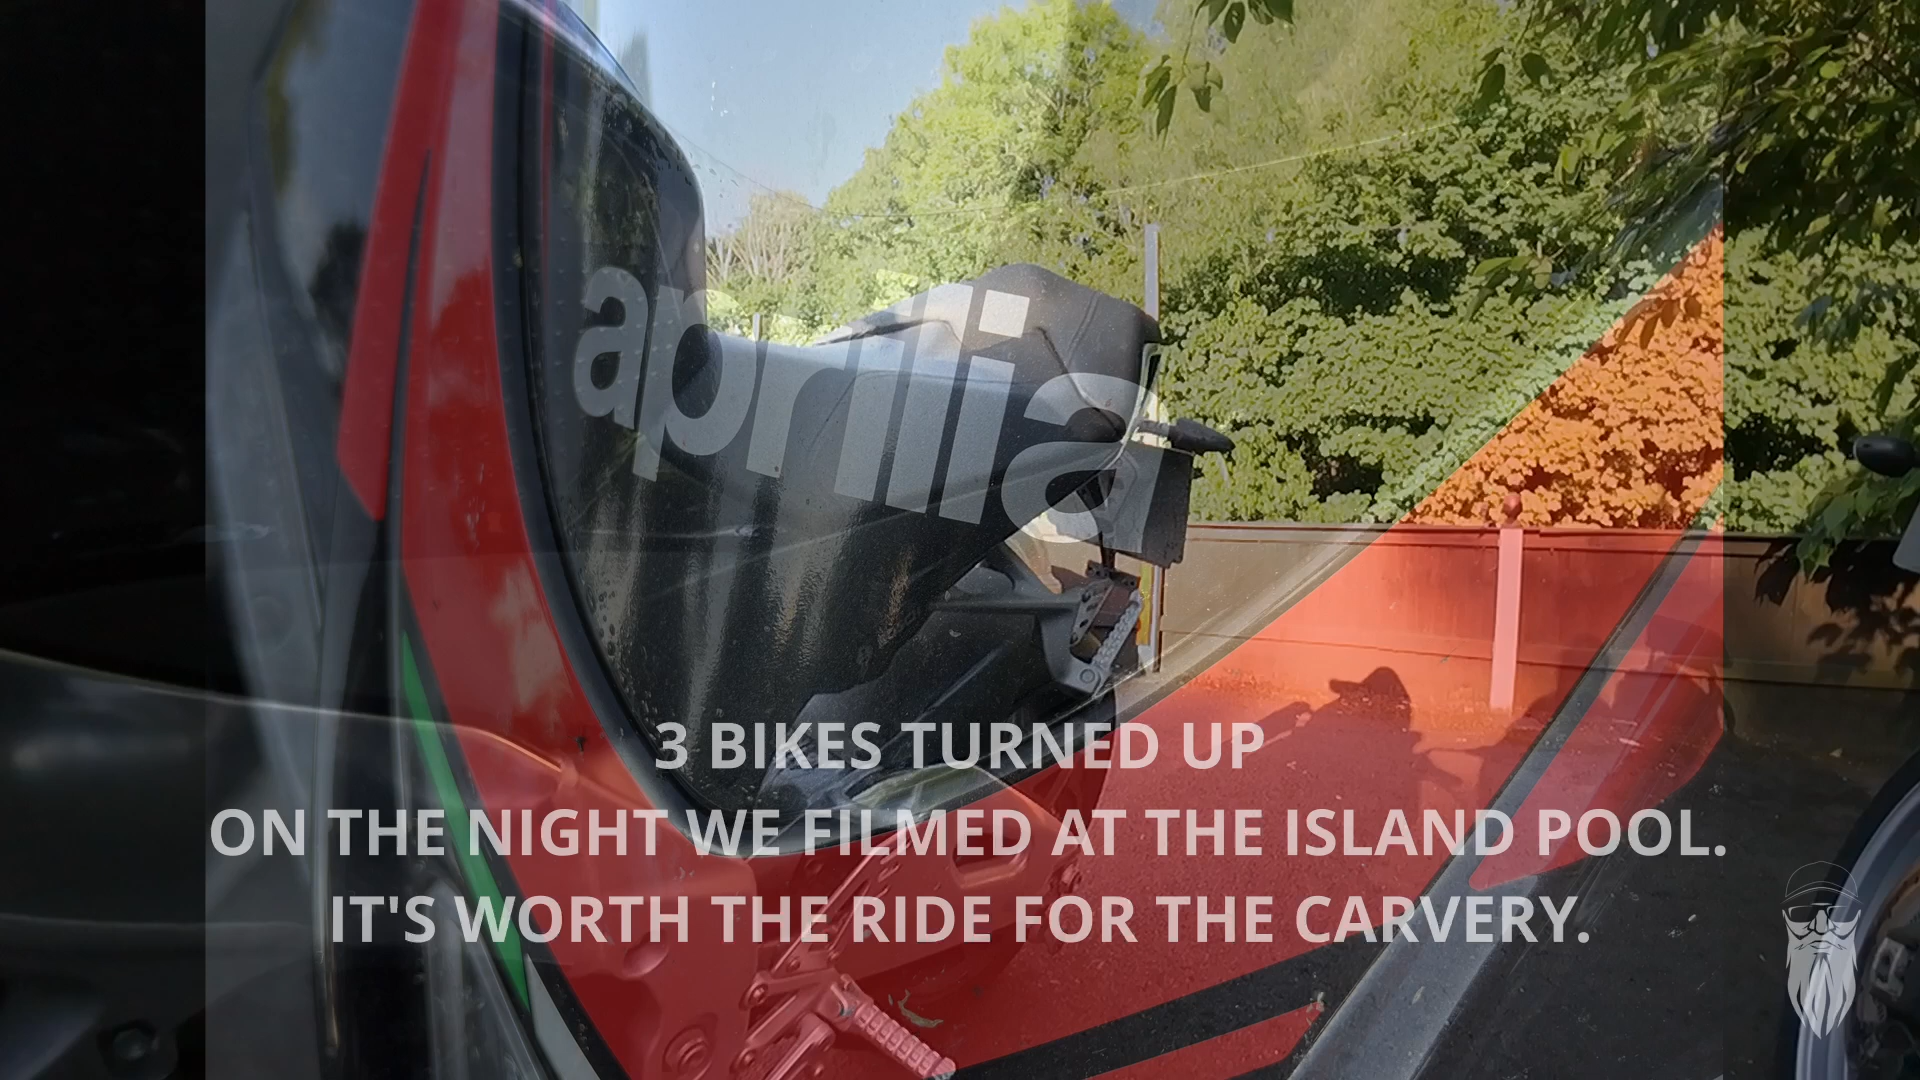 aprilia
3 BIKES TURNED UP
ON THE NIGHT WE FILMED AT THE ISLAND POOL.
IT'S WORTH THE RIDE FOR THE CARVERY.